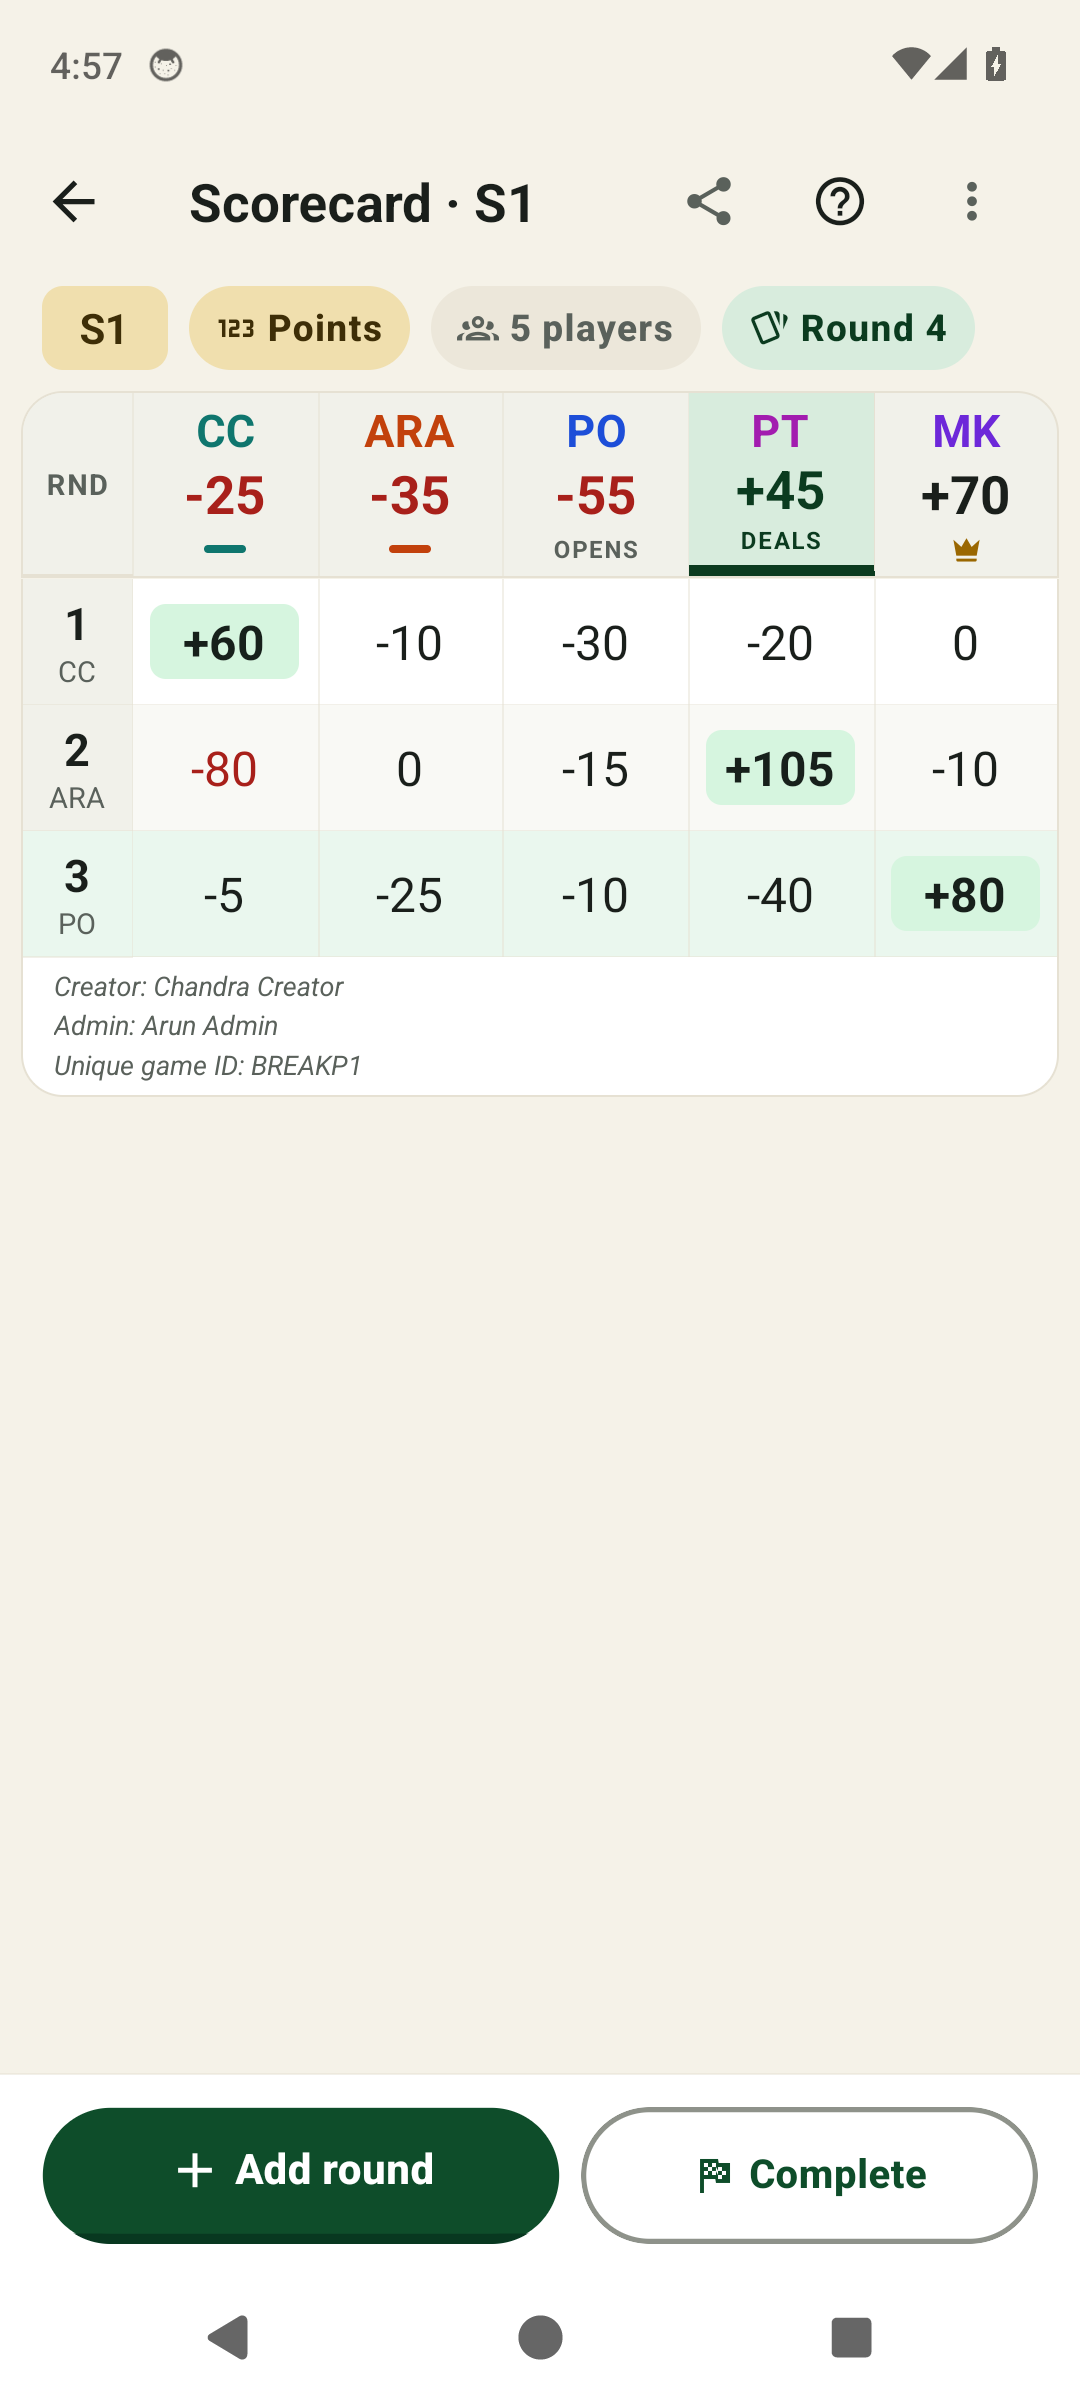 4:57
Scorecard · S1
S1
123 Points
5 players
Round 4
RND CC ARA PO PT MK
-25 -35 -55 +45 +70
OPENS DEALS
1 +60 -10 -30 -20 0
CC
2 -80 0 -15 +105 -10
ARA
3 -5 -25 -10 -40 +80
PO
Creator: Chandra Creator
Admin: Arun Admin
Unique game ID: BREAKP1
Add round
Complete